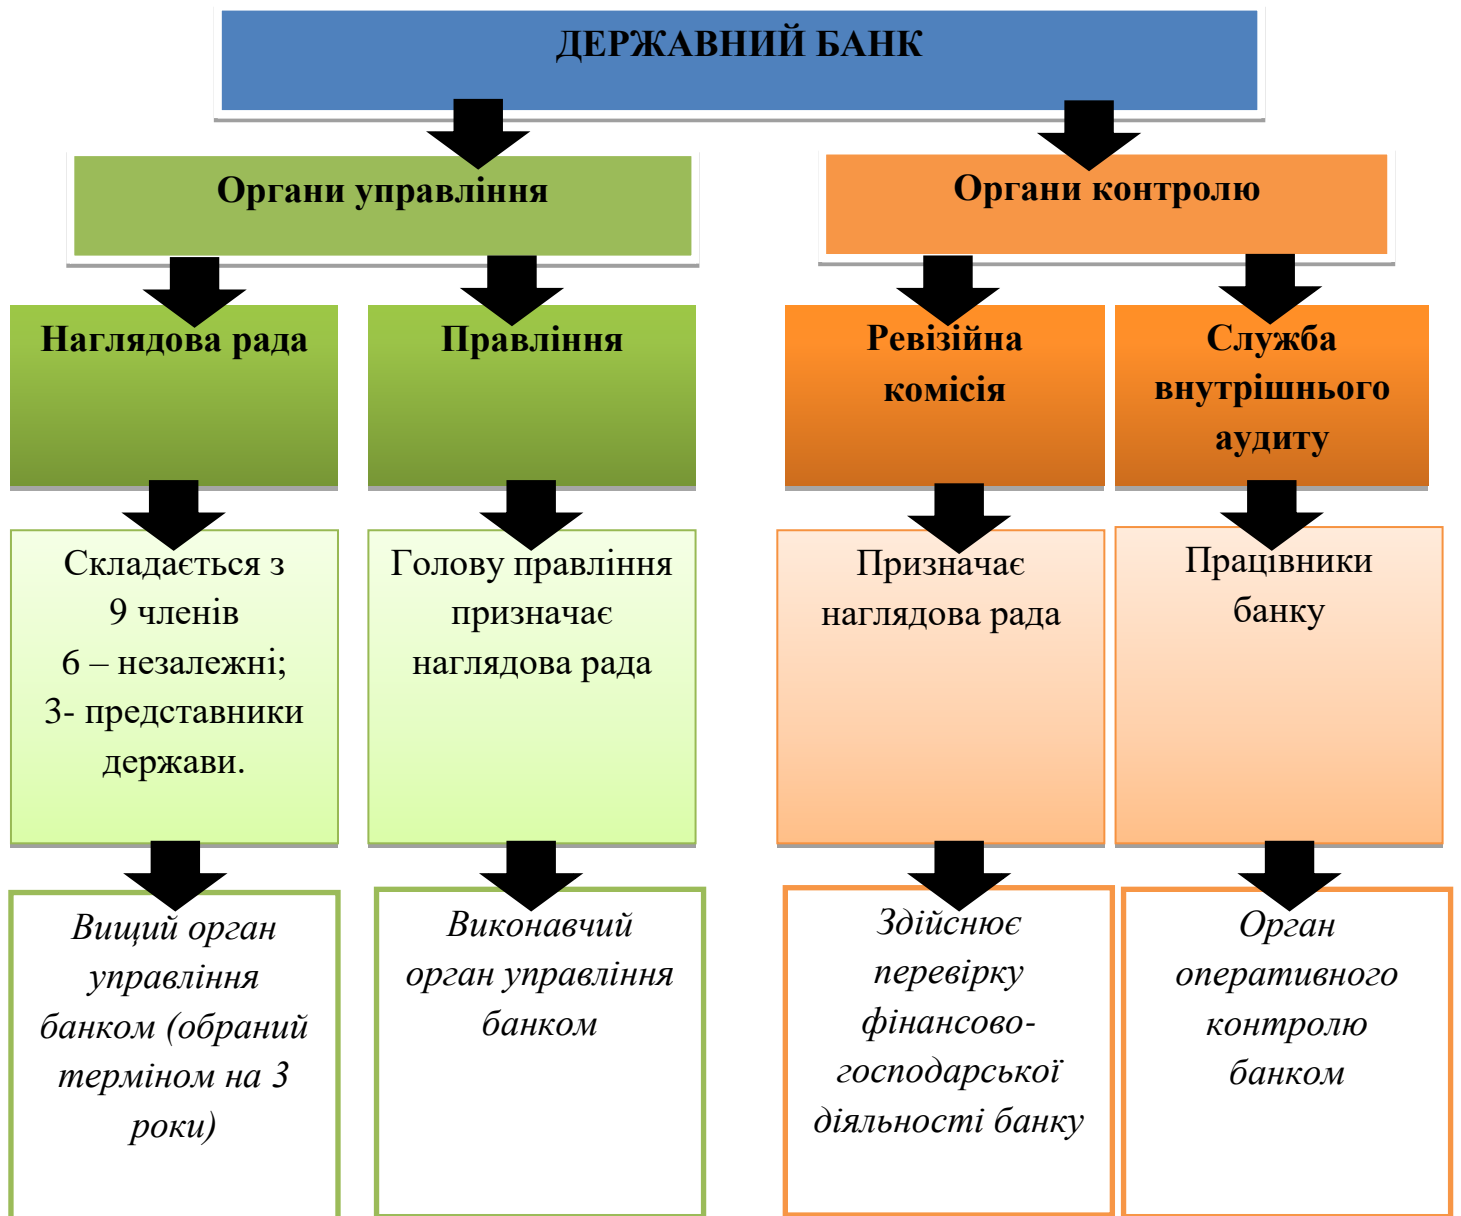 ДЕРЖАВНИЙ БАНК
Органи управління
Органи контролю
Наглядова рада
Правління
Ревізійна
комісія
Служба
внутрішнього
аудиту
Складається з
9 членів
6 – незалежні;
3- представники
держави.
Голову правління
призначає
наглядова рада
Призначає
наглядова рада
Працівники
банку
Вищий орган
управління
банком (обраний
терміном на 3
роки)
Виконавчий
орган управління
банком
Здійснює
перевірку
фінансово-
господарської
діяльності банку
Орган
оперативного
контролю
банком